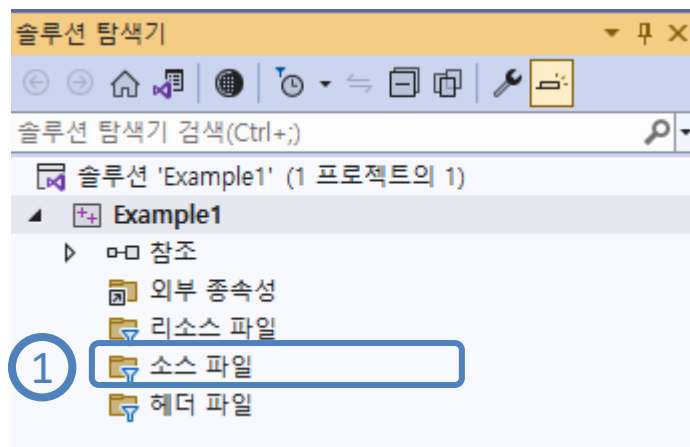 솔루션 탐색기
솔루션 탐색기 검색(Ctrl+;)
솔루션 'Example1' (1 프로젝트의 1)
Example1
참조
외부 종속성
리소스 파일
1 소스 파일
헤더 파일